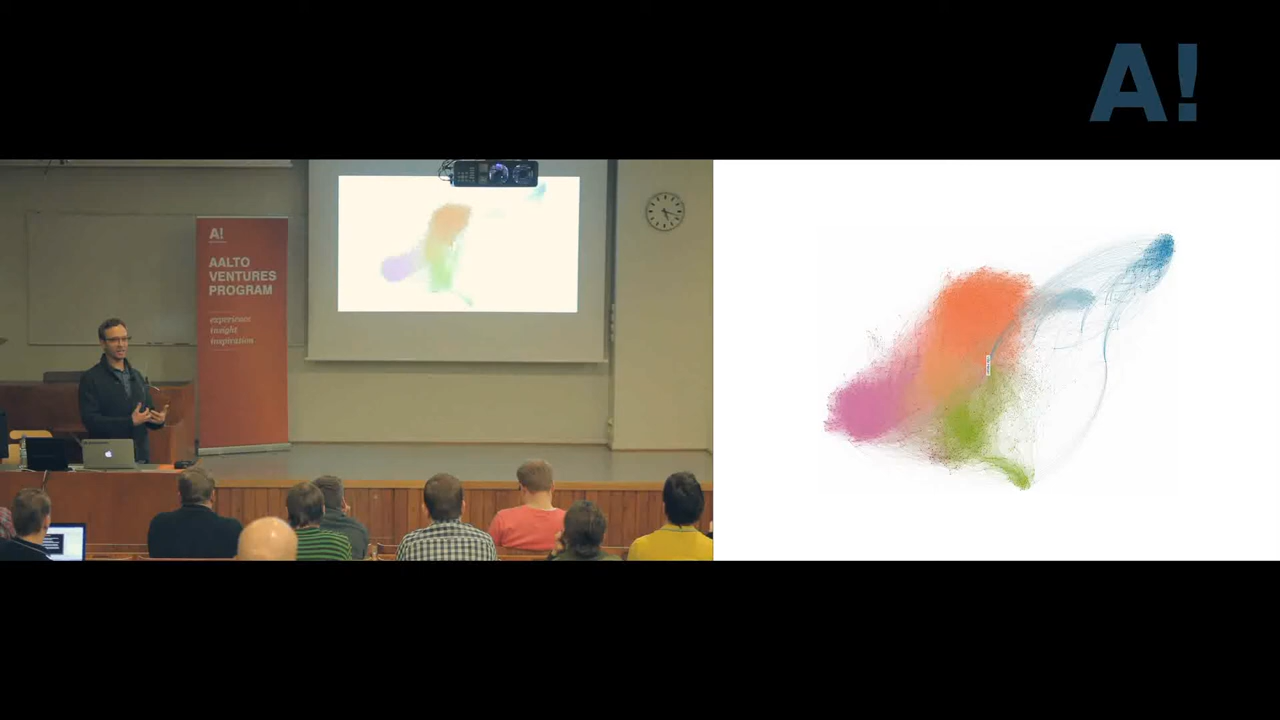 A!
A!
AALTO
VENTURES
PROGRAM
experience
insight
inspiration